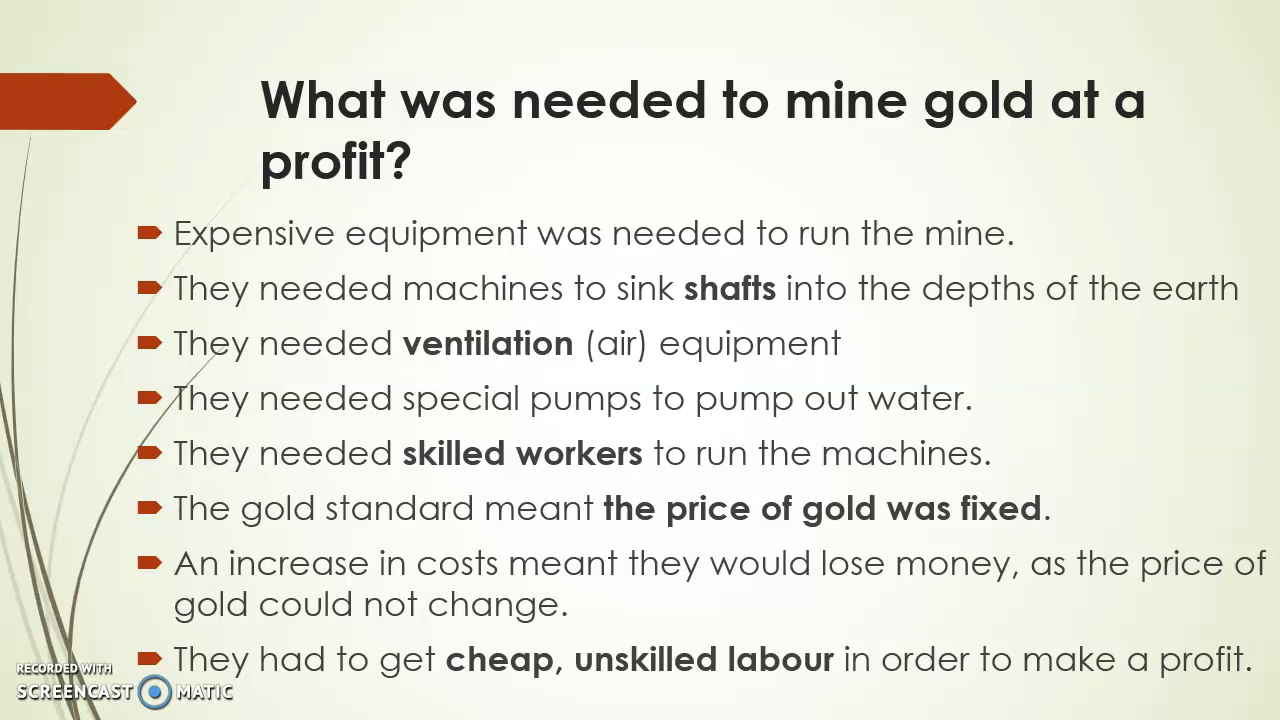 What was needed to mine gold at a
profit?
Expensive equipment was needed to run the mine.
They needed machines to sink shafts into the depths of the earth
They needed ventilation (air) equipment
They needed special pumps to pump out water.
They needed skilled workers to run the machines.
The gold standard meant the price of gold was fixed.
An increase in costs meant they would lose money, as the price of
gold could not change.
They had to get cheap, unskilled labour in order to make a profit.
RECORDED WITH
SCREENCAST MATIC